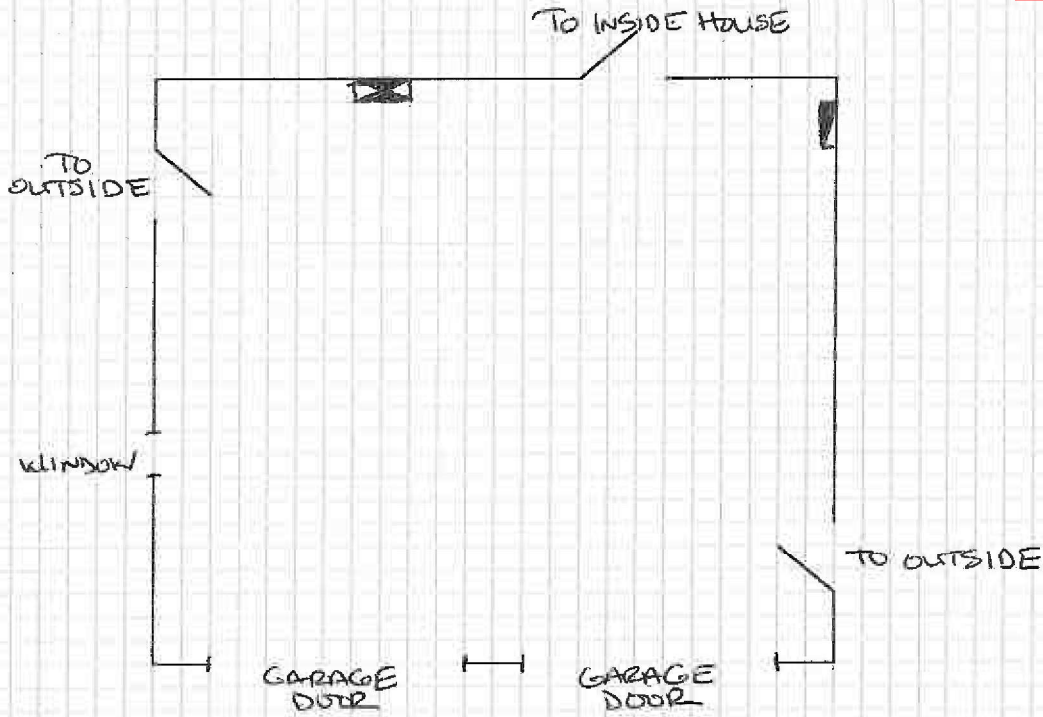 TO INSIDE HOUSE
TO
OUTSIDE
WINDOW
TO OUTSIDE
GARAGE
DOOR
GARAGE
DOOR